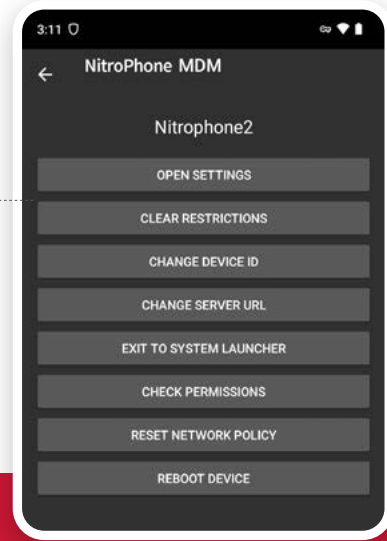 3:11
NitroPhone MDM
Nitrophone2
OPEN SETTINGS
CLEAR RESTRICTIONS
CHANGE DEVICE ID
CHANGE SERVER URL
EXIT TO SYSTEM LAUNCHER
CHECK PERMISSIONS
RESET NETWORK POLICY
REBOOT DEVICE